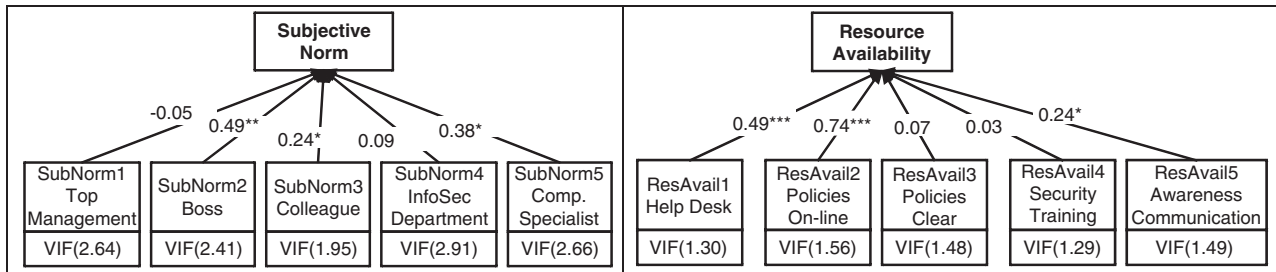 Subjective
Norm
-0.05
0.49**
0.24*
0.09
0.38*
SubNorm1
Top
Management
VIF(2.64)
SubNorm2
Boss
VIF(2.41)
SubNorm3
Colleague
VIF(1.95)
SubNorm4
InfoSec
Department
VIF(2.91)
SubNorm5
Comp.
Specialist
VIF(2.66)
Resource
Availability
0.49***
0.74***
0.07
0.03
0.24*
ResAvail1
Help Desk
VIF(1.30)
ResAvail2
Policies
On-line
VIF(1.56)
ResAvail3
Policies
Clear
VIF(1.48)
ResAvail4
Security
Training
VIF(1.29)
ResAvail5
Awareness
Communication
VIF(1.49)